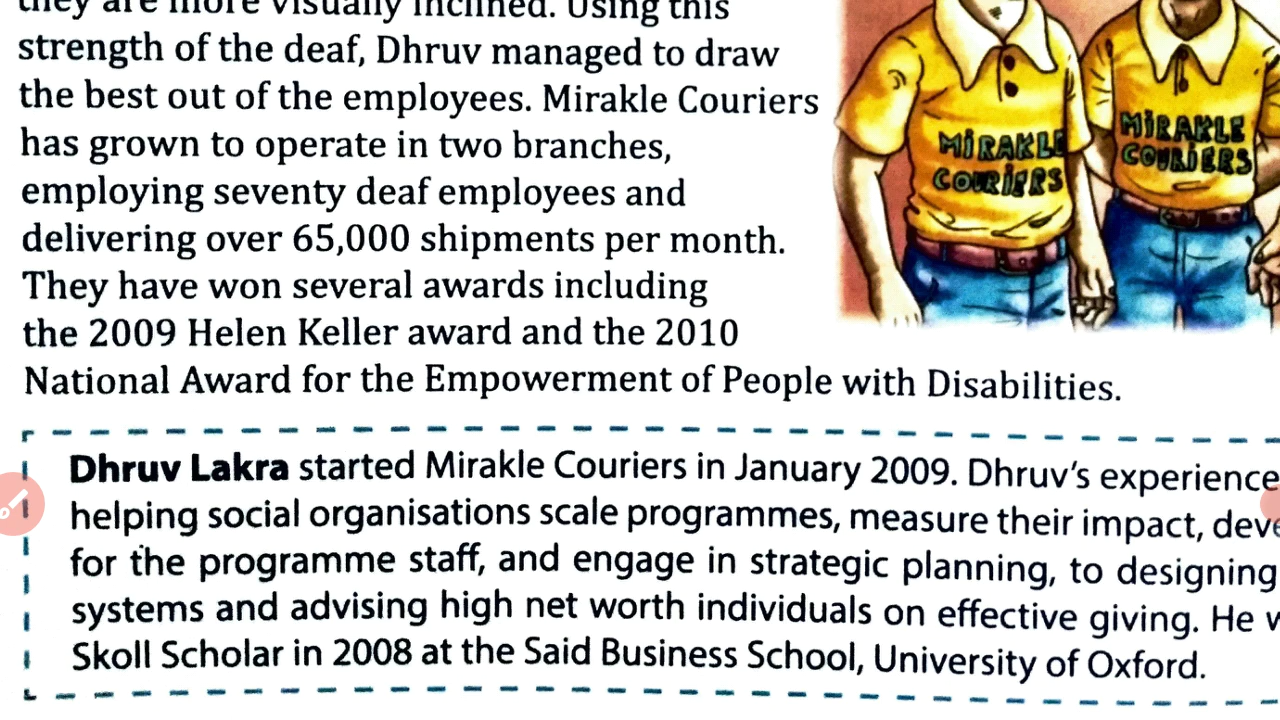 they are more visually inclined. Using this
strength of the deaf, Dhruv managed to draw
the best out of the employees. Mirakle Couriers
has grown to operate in two branches,
employing seventy deaf employees and
delivering over 65,000 shipments per month.
They have won several awards including
the 2009 Helen Keller award and the 2010
National Award for the Empowerment of People with Disabilities.
MiRAKLE
COURiERS
MiRAKLE
COURiERS
Dhruv Lakra started Mirakle Couriers in January 2009. Dhruv's experience
helping social organisations scale programmes, measure their impact,
for the programme staff, and engage in strategic planning, to designing
systems and advising high net worth individuals on effective giving. He
Skoll Scholar in 2008 at the Said Business School, University of Oxford.